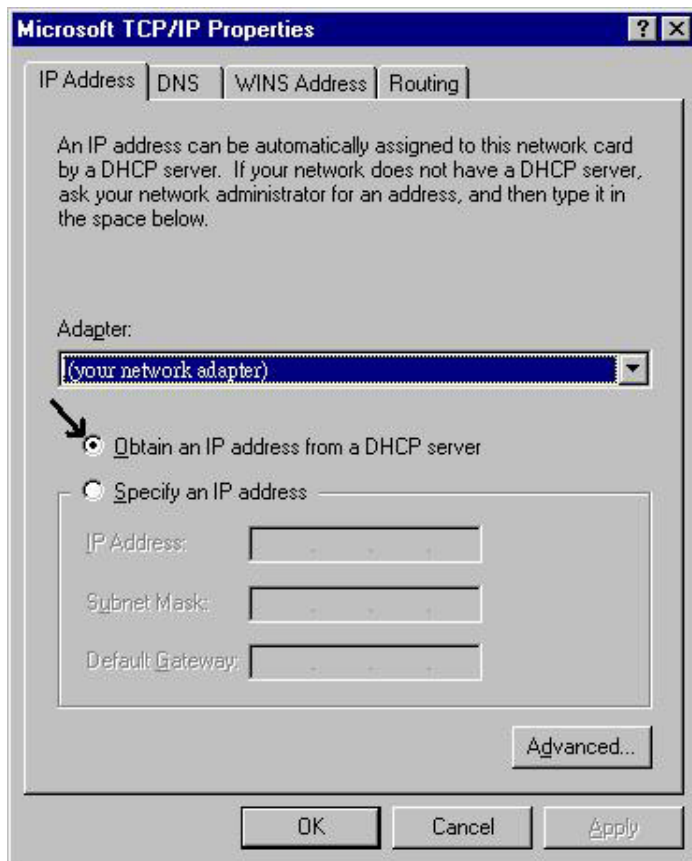 Microsoft TCP/IP Properties
IP Address DNS WINS Address Routing
An IP address can be automatically assigned to this network card
by a DHCP server. If your network does not have a DHCP server,
ask your network administrator for an address, and then type it in
the space below.
Adapter:
(your network adapter)
Obtain an IP address from a DHCP server
Specify an IP address
IP Address:
Subnet Mask:
Default Gateway:
Advanced...
OK Cancel Apply